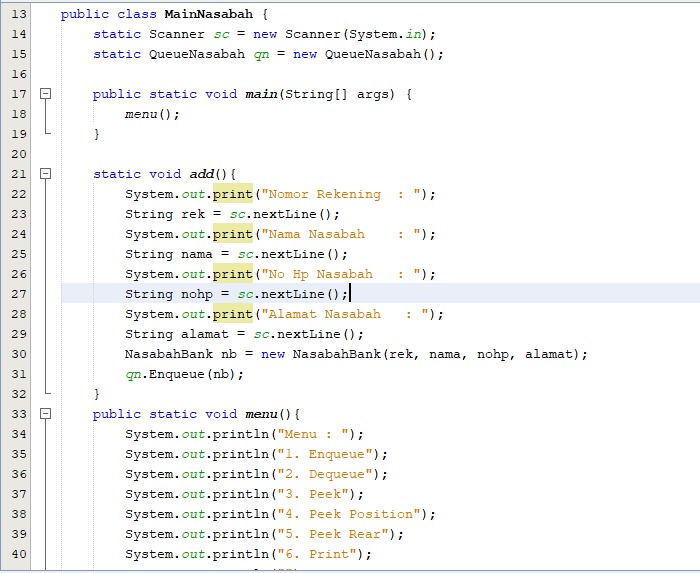 13 public class MainNasabah {
14 static Scanner sc = new Scanner(System.in);
15 static QueueNasabah qn = new QueueNasabah();
16
17 public static void main(String[] args) {
18 menu();
19 }
20
21 static void add(){
22 System.out.print("Nomor Rekening  : ");
23 String rek = sc.nextLine();
24 System.out.print("Nama Nasabah    : ");
25 String nama = sc.nextLine();
26 System.out.print("No Hp Nasabah   : ");
27 String nohp = sc.nextLine();
28 System.out.print("Alamat Nasabah   : ");
29 String alamat = sc.nextLine();
30 NasabahBank nb = new NasabahBank(rek, nama, nohp, alamat);
31 qn.Enqueue(nb);
32 }
33 public static void menu(){
34 System.out.println("Menu : ");
35 System.out.println("1. Enqueue");
36 System.out.println("2. Dequeue");
37 System.out.println("3. Peek");
38 System.out.println("4. Peek Position");
39 System.out.println("5. Peek Rear");
40 System.out.println("6. Print");